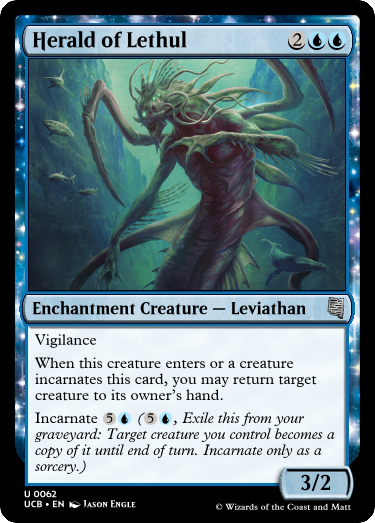 Herald of Lethul 2
Enchantment Creature — Leviathan
Vigilance
When this creature enters or a creature
incarnates this card, you may return target
creature to its owner's hand.
Incarnate 5 (5, Exile this from your
graveyard: Target creature you control becomes a
copy of it until end of turn. Incarnate only as a
sorcery.)
3/2
U 0062
UCB • EN Jason Engle
© Wizards of the Coast and Matt